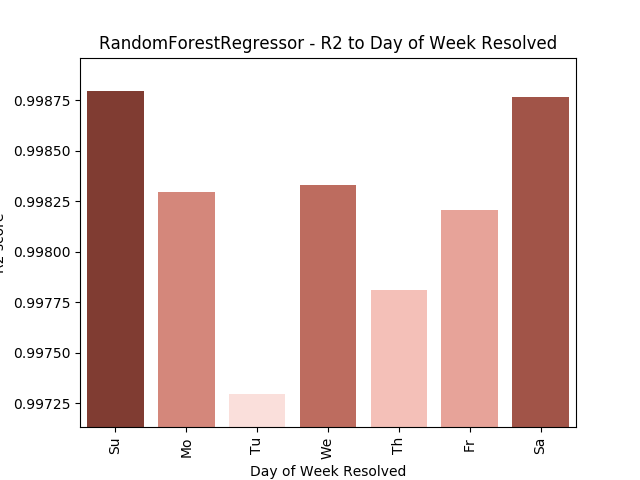 RandomForestRegressor - R2 to Day of Week Resolved
0.99875
0.99850
0.99825
0.99800
0.99775
0.99750
0.99725
Su
Mo
Tu
We
Th
Fr
Sa
Day of Week Resolved